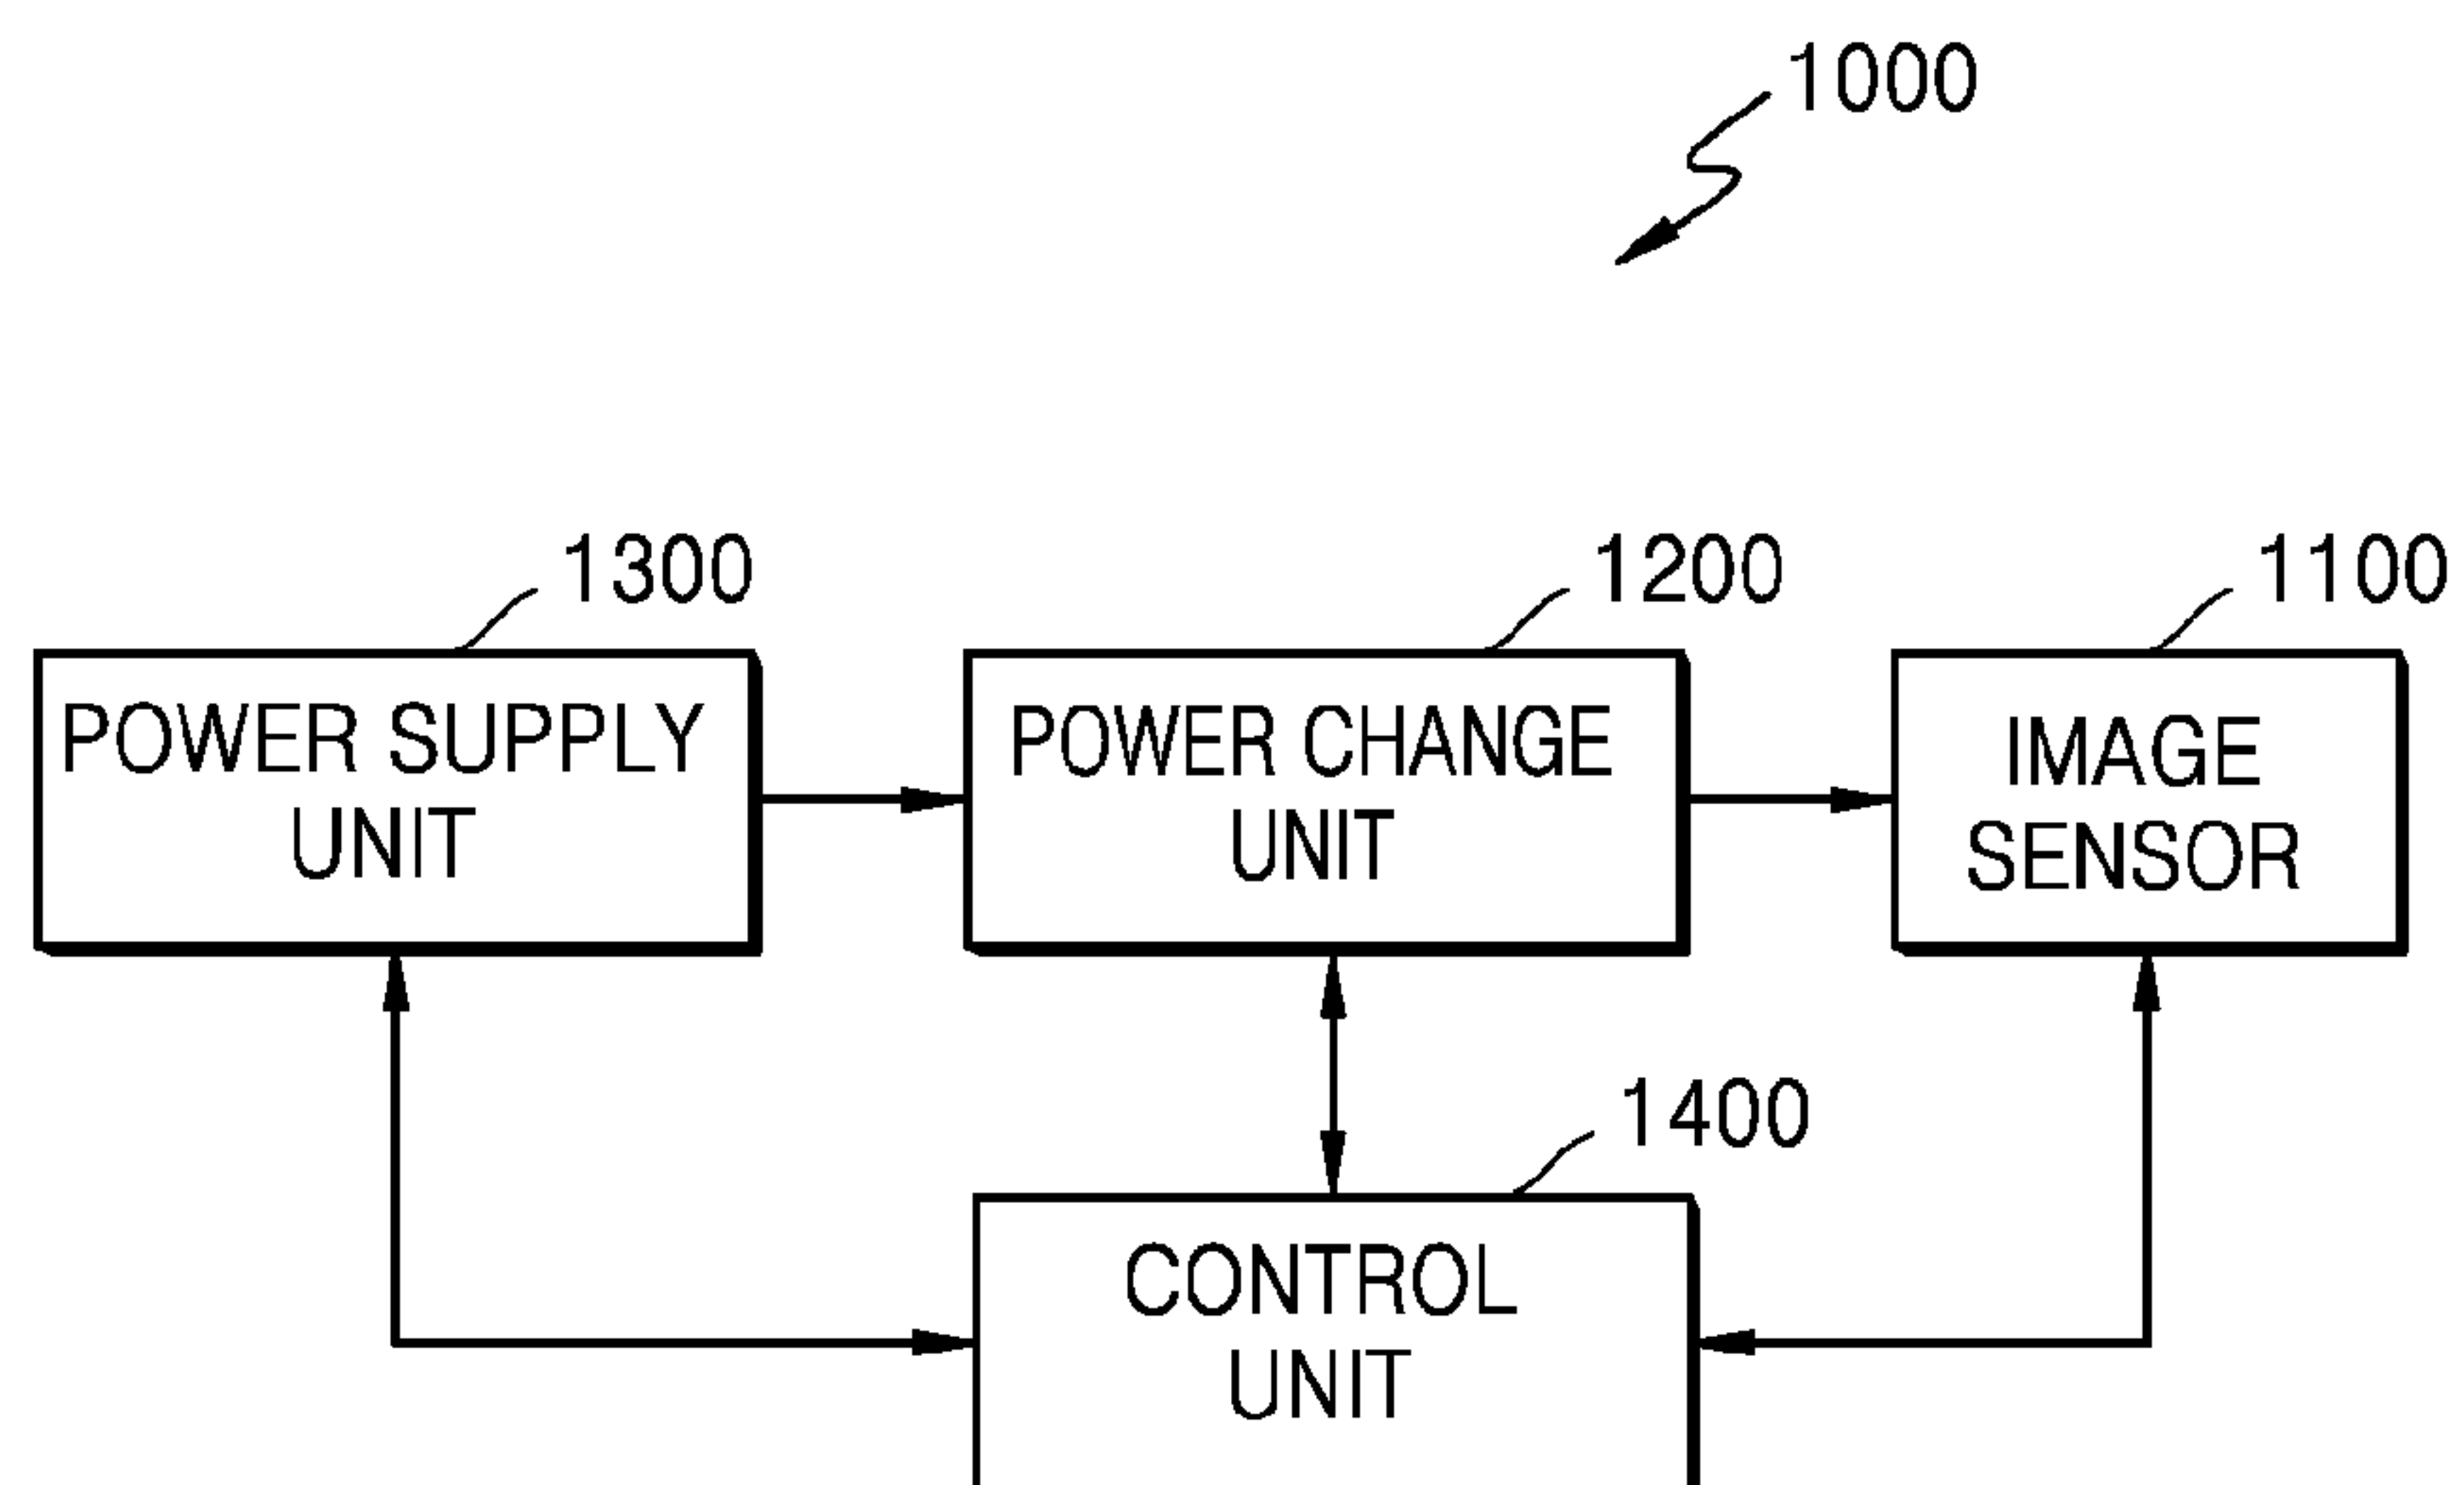 1000
1300
1200
1100
POWER SUPPLY
UNIT
POWER CHANGE
UNIT
IMAGE
SENSOR
1400
CONTROL
UNIT